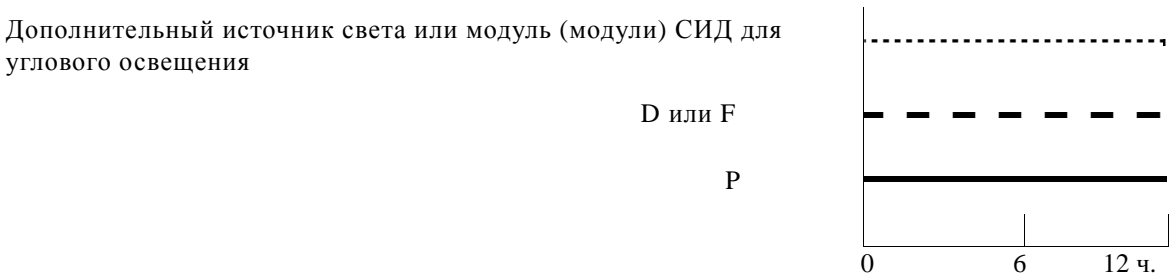 Дополнительный источник света или модуль (модули) СИД для
углового освещения
D или F
P
0 6 12 ч.